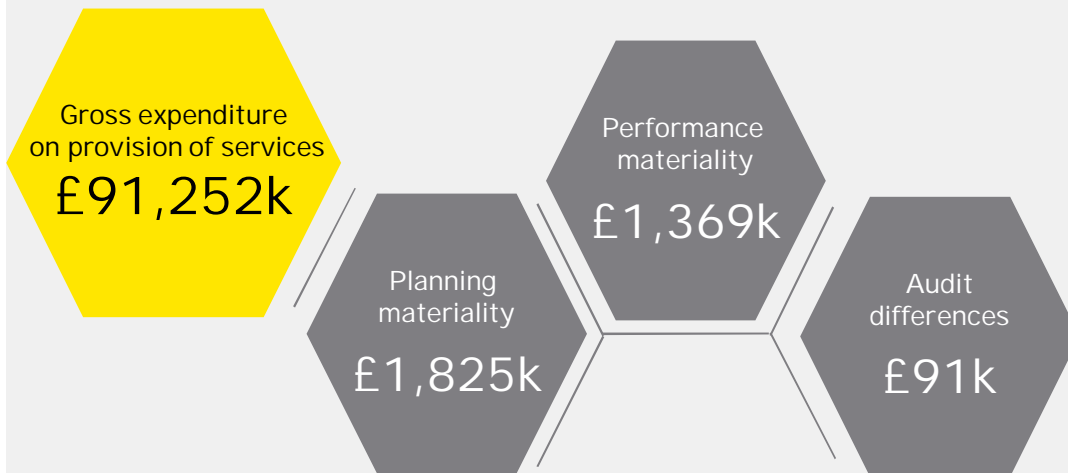 Gross expenditure
on provision of services
£91,252k
Planning
materiality
£1,825k
Performance
materiality
£1,369k
Audit
differences
£91k